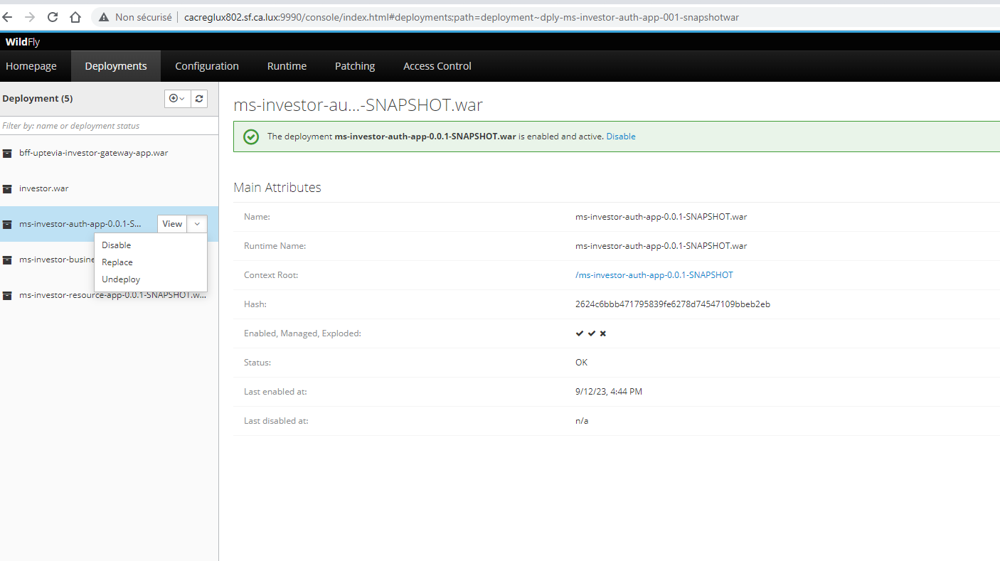 Non sécurisé cacreglux802.sf.ca.lux:9990/console/index.html#deployments;path=deployment~dply-ms-investor-auth-app-001-snapshotwar
WildFly
Homepage Deployments Configuration Runtime Patching Access Control
Deployment (5)
Filter by: name or deployment status
bff-uptevia-investor-gateway-app.war
investor.war
ms-investor-auth-app-0.0.1-S... View
Disable
Replace
Undeploy
ms-investor-busine
ms-investor-resource-app-0.0.1-SNAPSHOT.w...
ms-investor-au...-SNAPSHOT.war
The deployment ms-investor-auth-app-0.0.1-SNAPSHOT.war is enabled and active. Disable
Main Attributes
Name: ms-investor-auth-app-0.0.1-SNAPSHOT.war
Runtime Name: ms-investor-auth-app-0.0.1-SNAPSHOT.war
Context Root: /ms-investor-auth-app-0.0.1-SNAPSHOT
Hash: 2624c6bbb471795839fe6278d74547109bbeb2eb
Enabled, Managed, Exploded:
Status: OK
Last enabled at: 9/12/23, 4:44 PM
Last disabled at: n/a